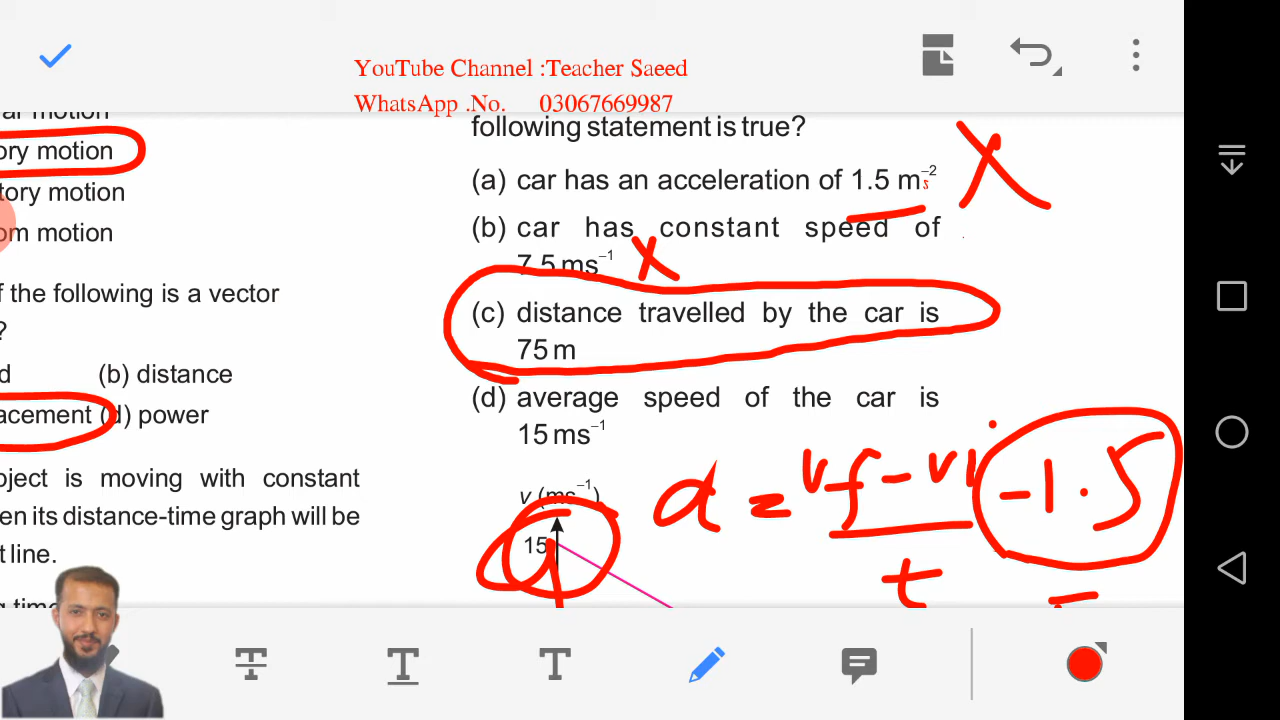 YouTube Channel :Teacher Saeed
WhatsApp .No. 03067669987
ory motion
tory motion
om motion
f the following is a vector
?
d (b) distance
acement (d) power
ject is moving with constant
en its distance-time graph will be
t line.
following statement is true?
(a) car has an acceleration of 1.5 ms⁻²
(b) car has constant speed of
7.5 ms⁻¹
(c) distance travelled by the car is
75 m
(d) average speed of the car is
15 ms⁻¹
v (ms⁻¹)
15
a = vf - vi
t
-1.5